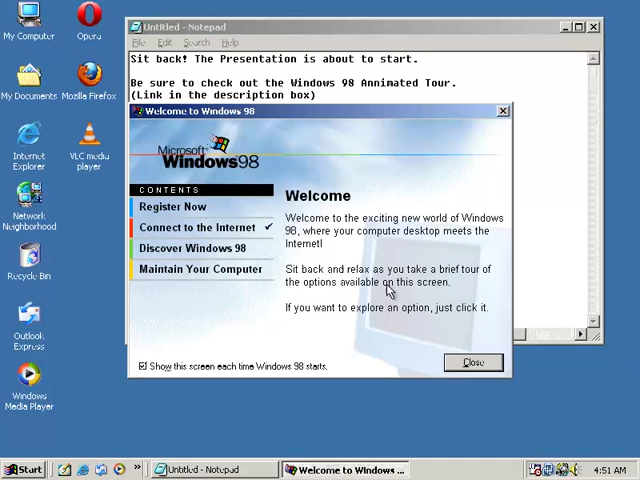 My Computer
Opera
My Documents
Mozilla Firefox
Internet
Explorer
VLC media
player
Network
Neighborhood
Recycle Bin
Outlook
Express
Windows
Media Player
Untitled - Notepad
File Edit Search Help
Sit back! The Presentation is about to start.
Be sure to check out the Windows 98 Annimated Tour.
(Link in the description box)
Welcome to Windows 98
Microsoft
Windows98
CONTENTS
Register Now
Connect to the Internet
Discover Windows 98
Maintain Your Computer
Welcome
Welcome to the exciting new world of Windows
98, where your computer desktop meets the
Internet!
Sit back and relax as you take a brief tour of
the options available on this screen.
If you want to explore an option, just click it.
Show this screen each time Windows 98 starts.
Close
Start
Untitled - Notepad
Welcome to Windows ...
4:51 AM